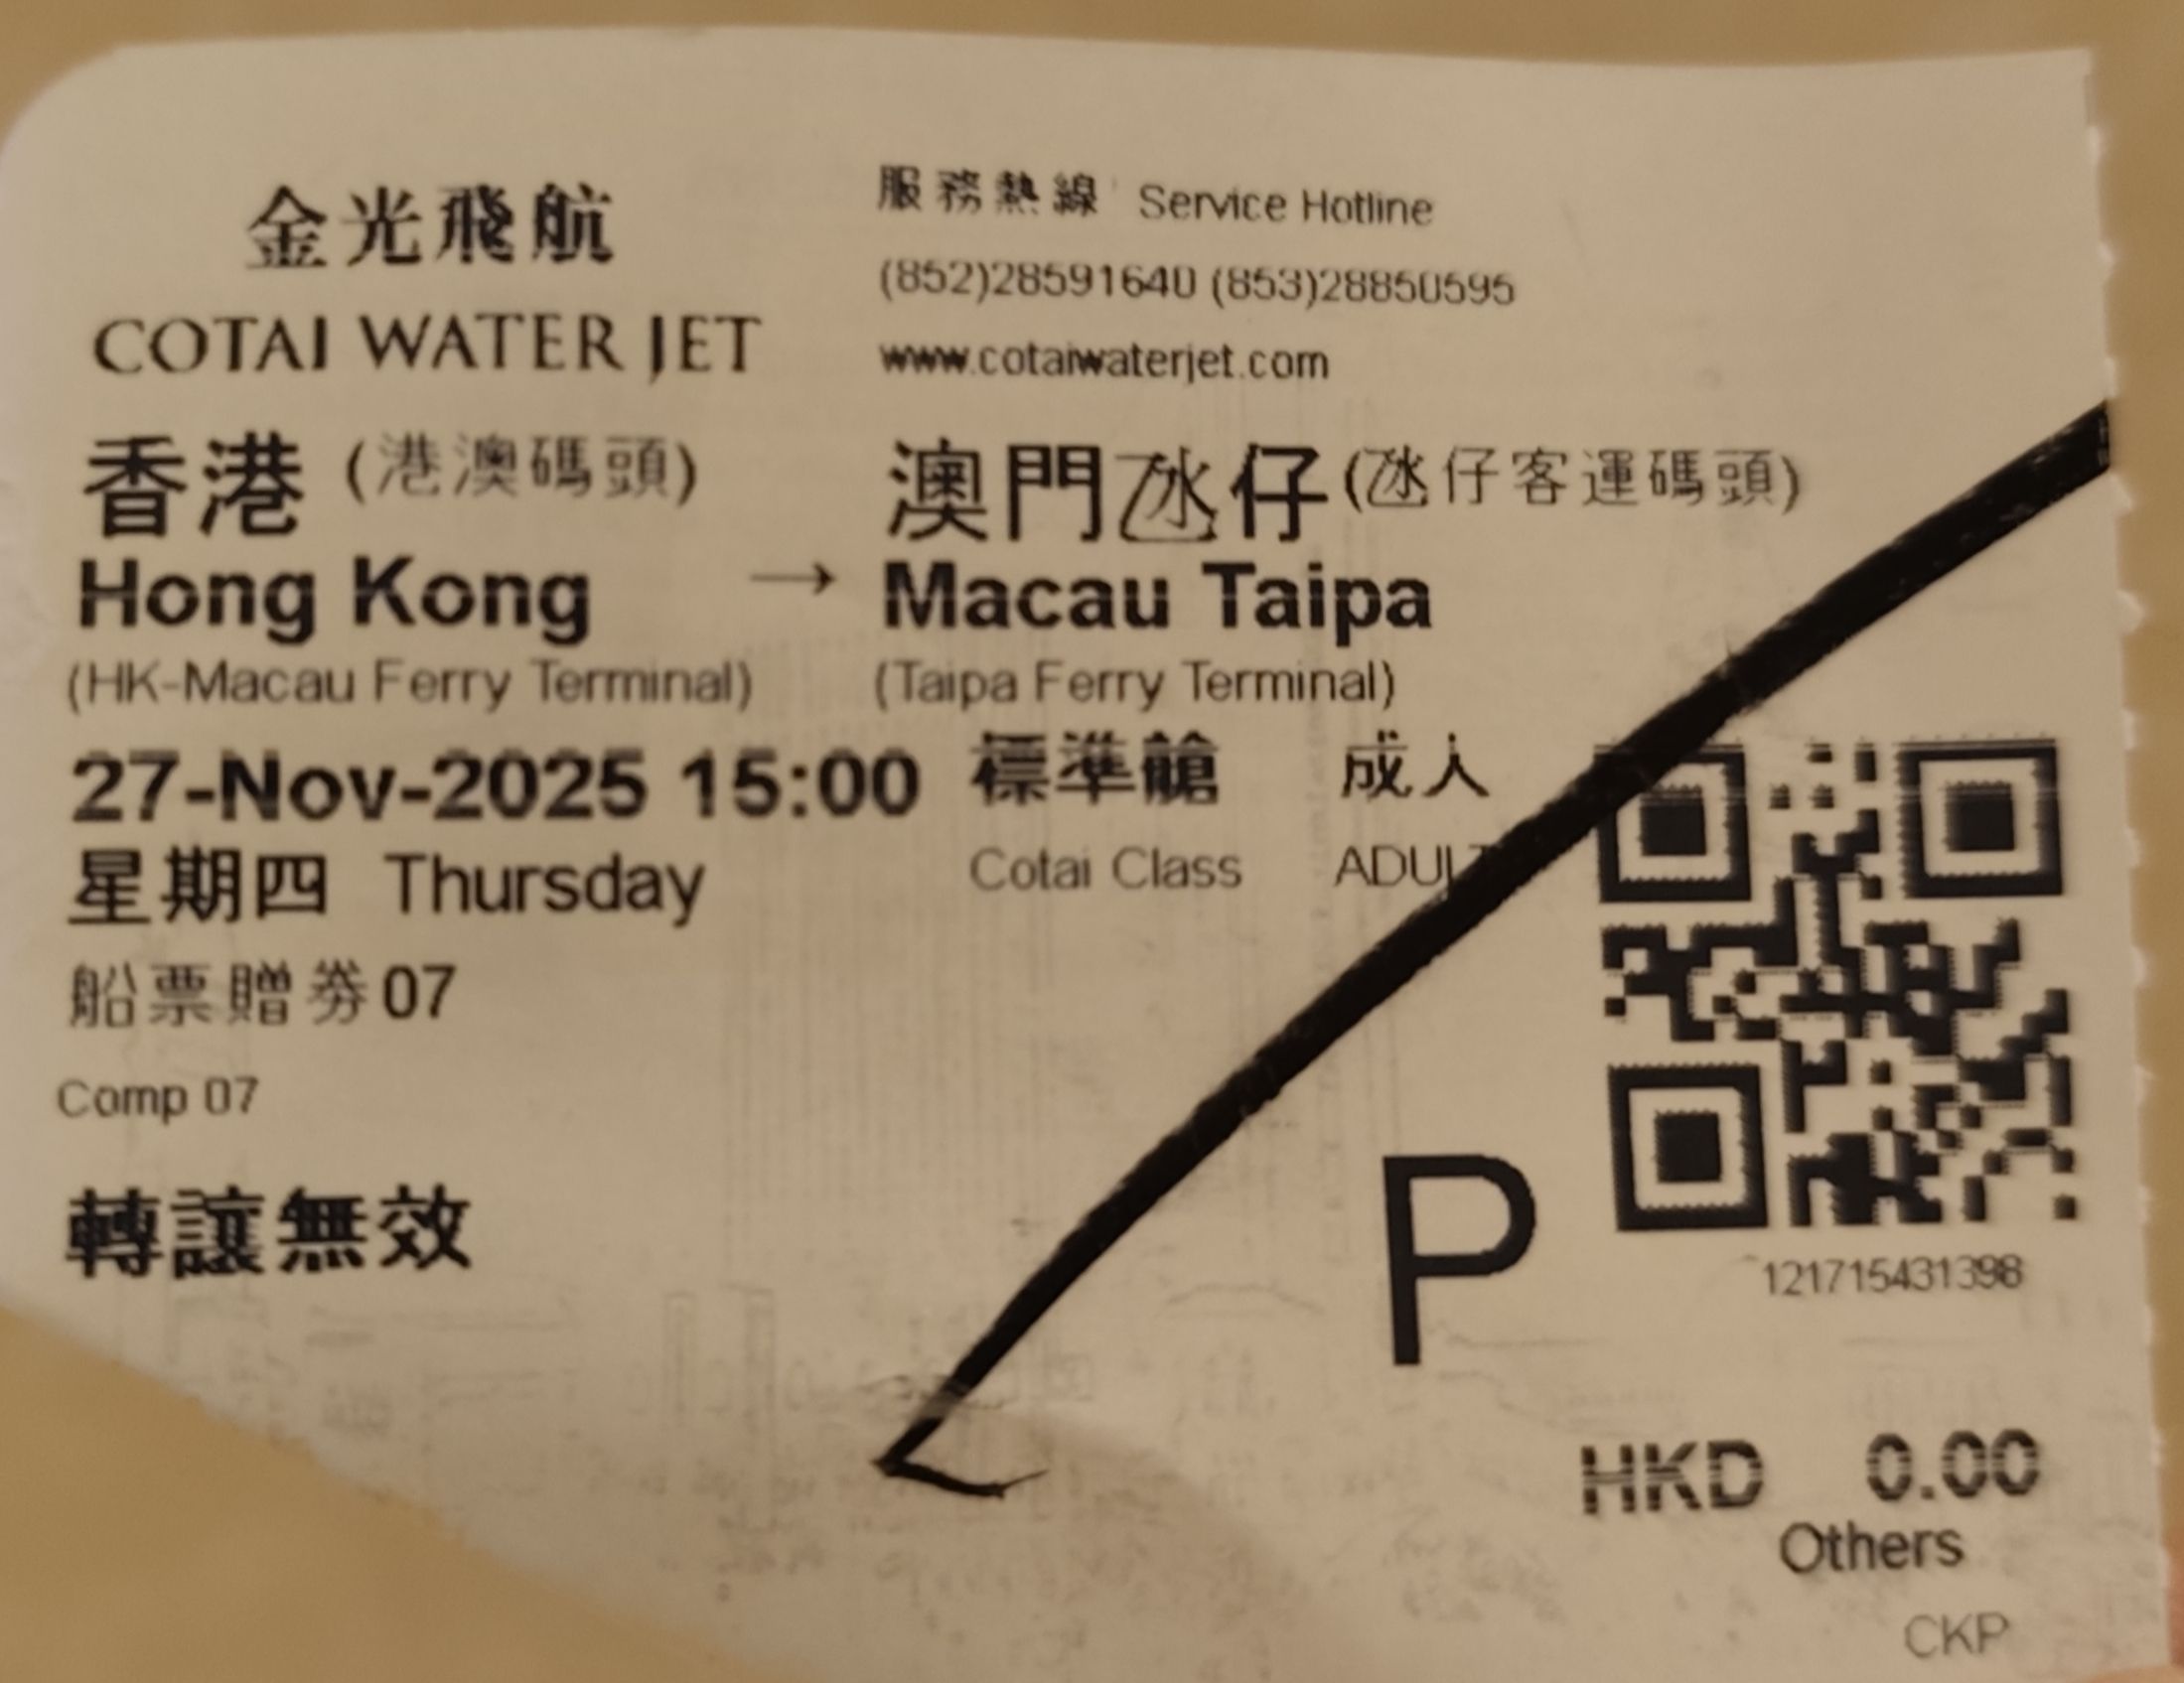 金光飛航
COTAI WATER JET
服務熱線 Service Hotline
(852)28591640 (853)28850595
www.cotaiwaterjet.com
香港 (港澳碼頭)
Hong Kong
(HK-Macau Ferry Terminal)
→
澳門氹仔 (氹仔客運碼頭)
Macau Taipa
(Taipa Ferry Terminal)
27-Nov-2025 15:00
星期四 Thursday
標準艙 成人
Cotai Class ADULT
船票贈券07
Comp 07
轉讓無效
P
121715431398
HKD 0.00
Others
CKP